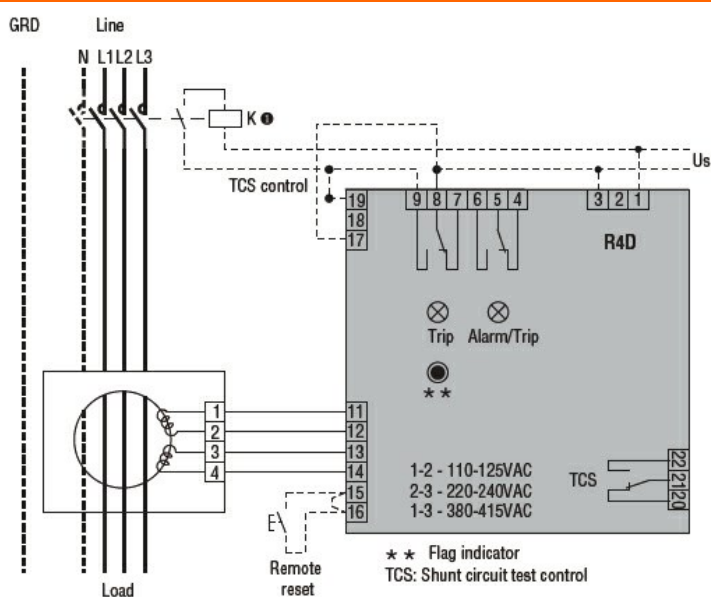 GRD Line
N L1 L2 L3
K ❶
Us
TCS control
19 9 8 7 6 5 4 3 2 1
18
17
R4D
Trip Alarm/Trip
* *
1 11
2 12
3 13
4 14
15
16
1-2 - 110-125VAC
2-3 - 220-240VAC
1-3 - 380-415VAC
TCS
22
21
20
E
Remote
reset
* * Flag indicator
TCS: Shunt circuit test control
Load